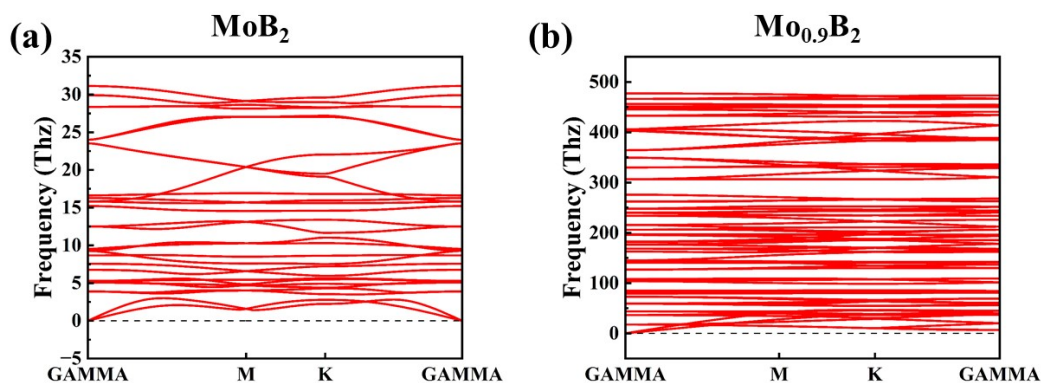 (a)
MoB2
Frequency (Thz)
35
30
25
20
15
10
5
0
−5
GAMMA M K GAMMA
(b)
Mo0.9B2
Frequency (Thz)
500
400
300
200
100
0
GAMMA M K GAMMA